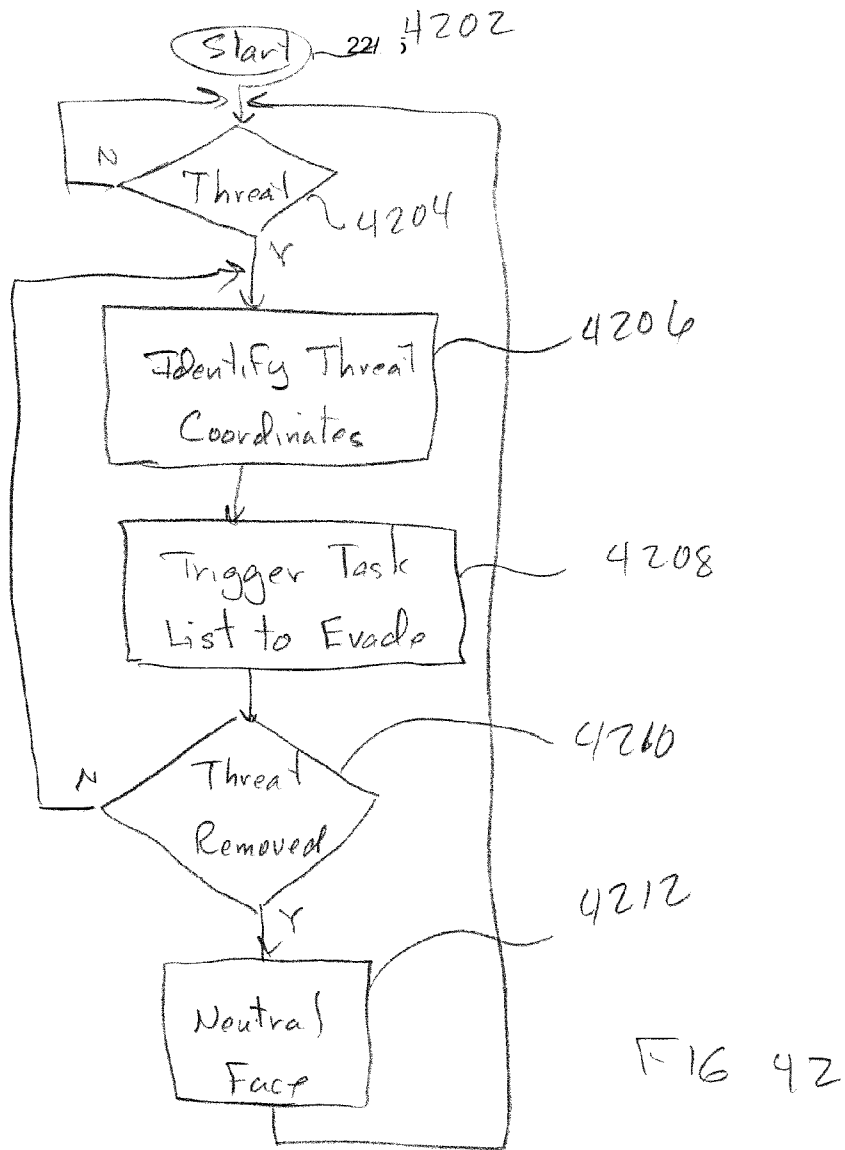 Start 221, 4202
N
Threat
4204
Y
4206
Identify Threat
Coordinates
4208
Trigger Task
List to Evade
4210
N
Threat
Removed
Y
4212
Neutral
Face
FIG 42